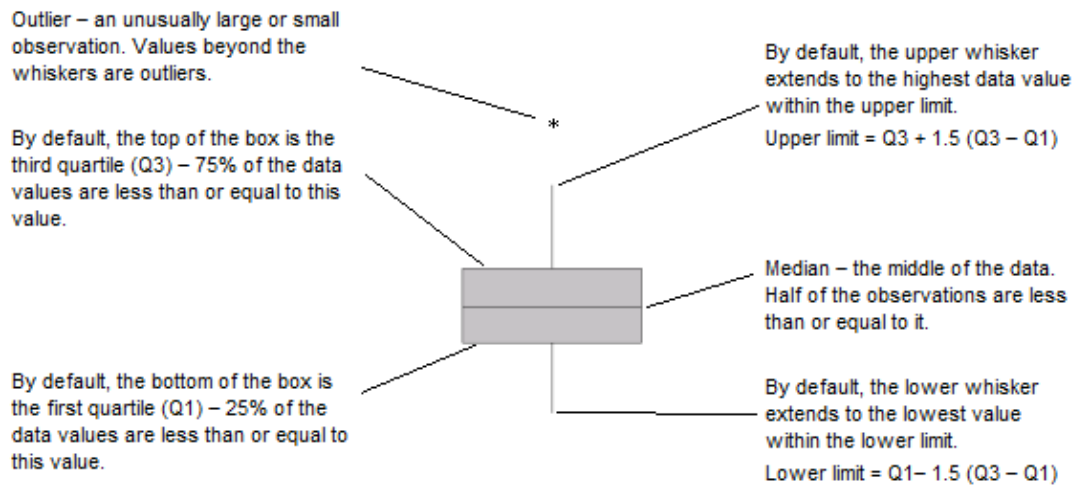 Outlier – an unusually large or small
observation. Values beyond the
whiskers are outliers.
By default, the top of the box is the
third quartile (Q3) – 75% of the data
values are less than or equal to this
value.
By default, the bottom of the box is
the first quartile (Q1) – 25% of the
data values are less than or equal to
this value.
*
By default, the upper whisker
extends to the highest data value
within the upper limit.
Upper limit = Q3 + 1.5 (Q3 – Q1)
Median – the middle of the data.
Half of the observations are less
than or equal to it.
By default, the lower whisker
extends to the lowest value
within the lower limit.
Lower limit = Q1– 1.5 (Q3 – Q1)